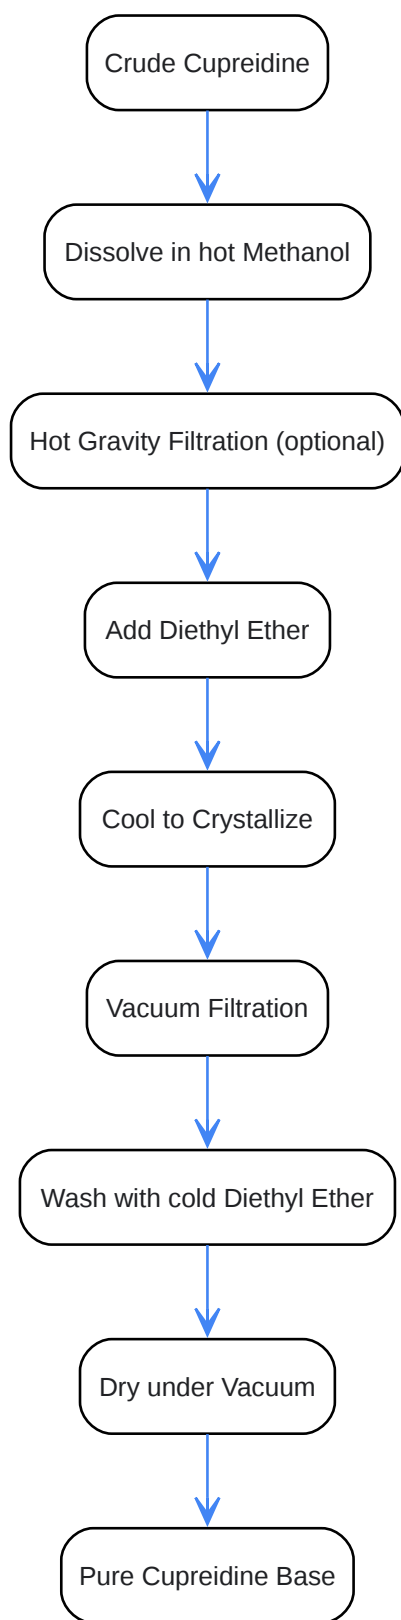 Crude Cupreidine
Dissolve in hot Methanol
Hot Gravity Filtration (optional)
Add Diethyl Ether
Cool to Crystallize
Vacuum Filtration
Wash with cold Diethyl Ether
Dry under Vacuum
Pure Cupreidine Base